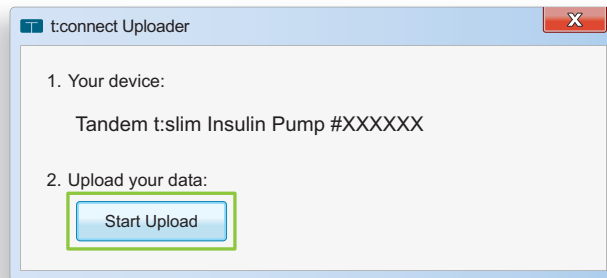 t:connect Uploader
X
1. Your device:
Tandem t:slim Insulin Pump #XXXXXX
2. Upload your data:
Start Upload